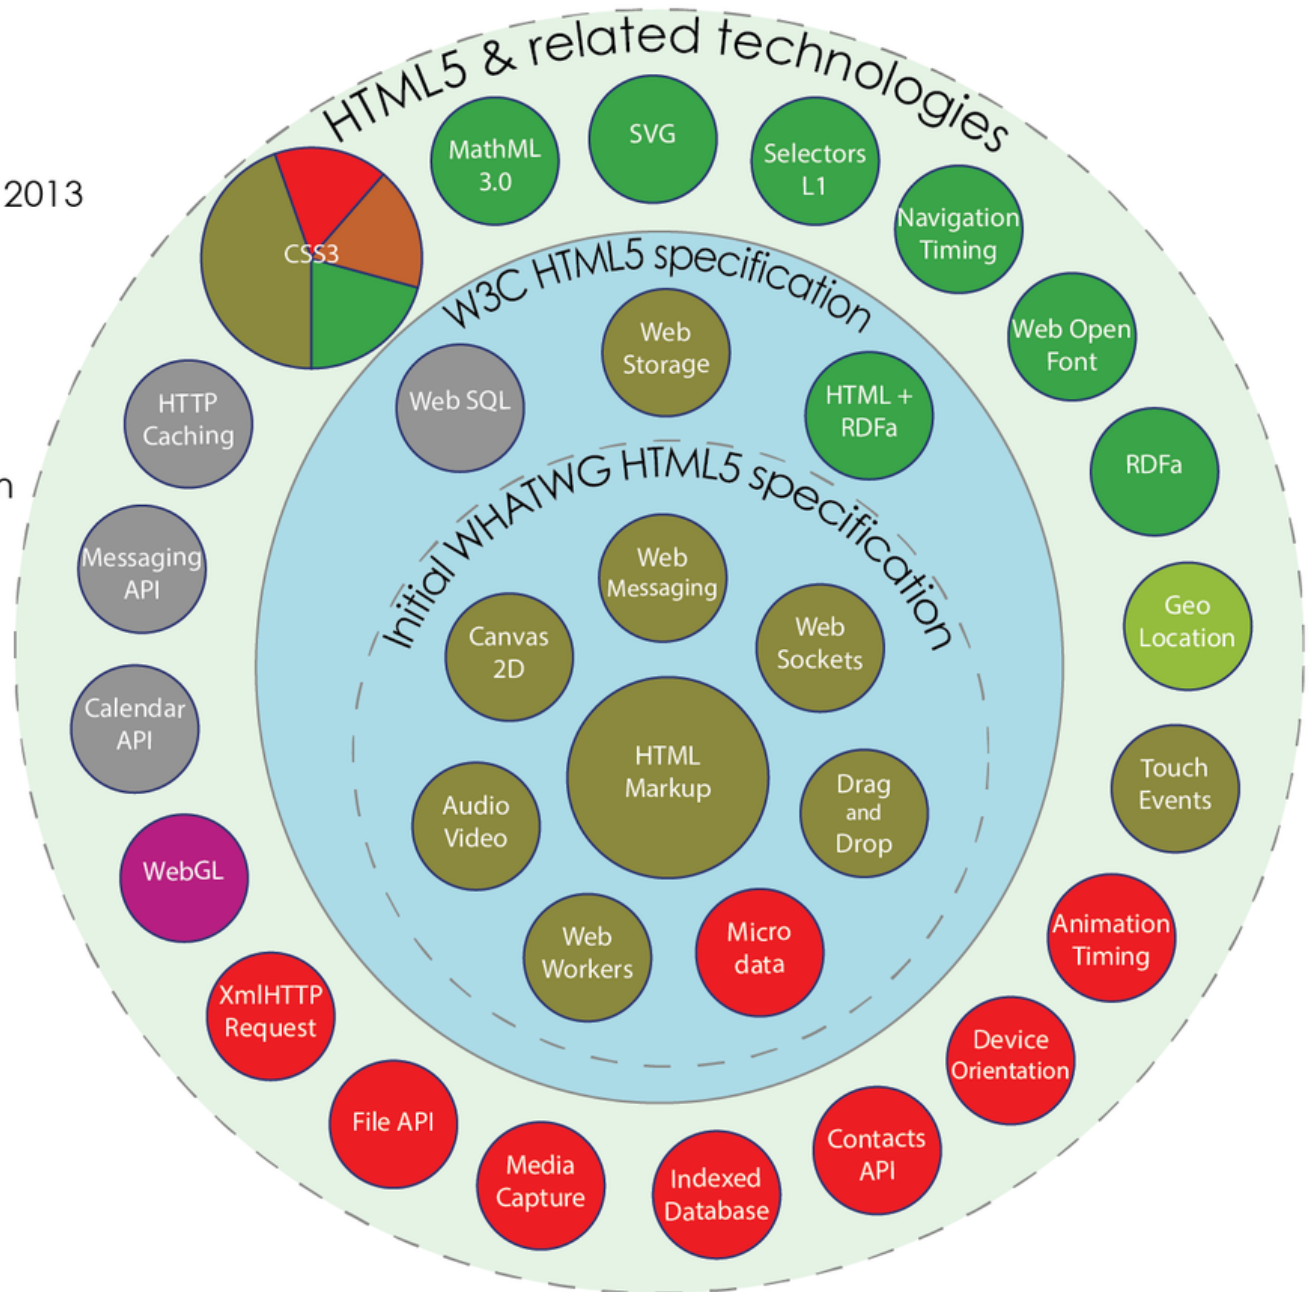 HTML5 & related technologies
2013
MathML
3.0
SVG
Selectors
L1
Navigation
Timing
Web Open
Font
RDFa
Geo
Location
Touch
Events
Animation
Timing
Device
Orientation
Contacts
API
Indexed
Database
Media
Capture
File API
XmlHTTP
Request
WebGL
Calendar
API
Messaging
API
HTTP
Caching
CSS3
n
W3C HTML5 specification
Web SQL
Web
Storage
HTML +
RDFa
Initial WHATWG HTML5 specification
Web
Messaging
Web
Sockets
Canvas
2D
HTML
Markup
Drag
and
Drop
Audio
Video
Web
Workers
Micro
data